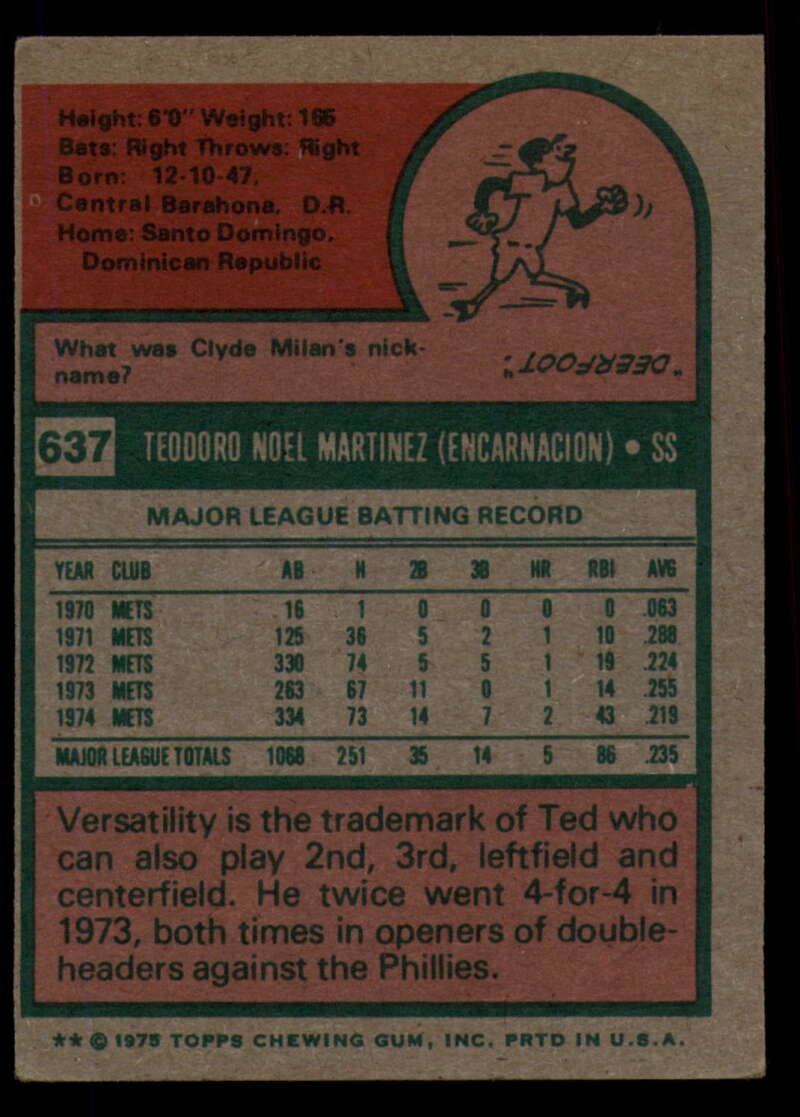 Height: 6'0" Weight: 165
Bats: Right Throws: Right
Born: 12-10-47,
Central Barahona, D.R.
Home: Santo Domingo,
Dominican Republic
What was Clyde Milan's nick-
name?
"DEERFOOT".
637 TEODORO NOEL MARTINEZ (ENCARNACION) • SS
MAJOR LEAGUE BATTING RECORD
YEAR CLUB AB H 2B 3B HR RBI AVG
1970 METS 16 1 0 0 0 0 .063
1971 METS 125 36 5 2 1 10 .288
1972 METS 330 74 5 5 1 19 .224
1973 METS 263 67 11 0 1 14 .255
1974 METS 334 73 14 7 2 43 .219
MAJOR LEAGUE TOTALS 1068 251 35 14 5 86 .235
Versatility is the trademark of Ted who
can also play 2nd, 3rd, leftfield and
centerfield. He twice went 4-for-4 in
1973, both times in openers of double-
headers against the Phillies.
** © 1975 TOPPS CHEWING GUM, INC. PRTD IN U.S.A.